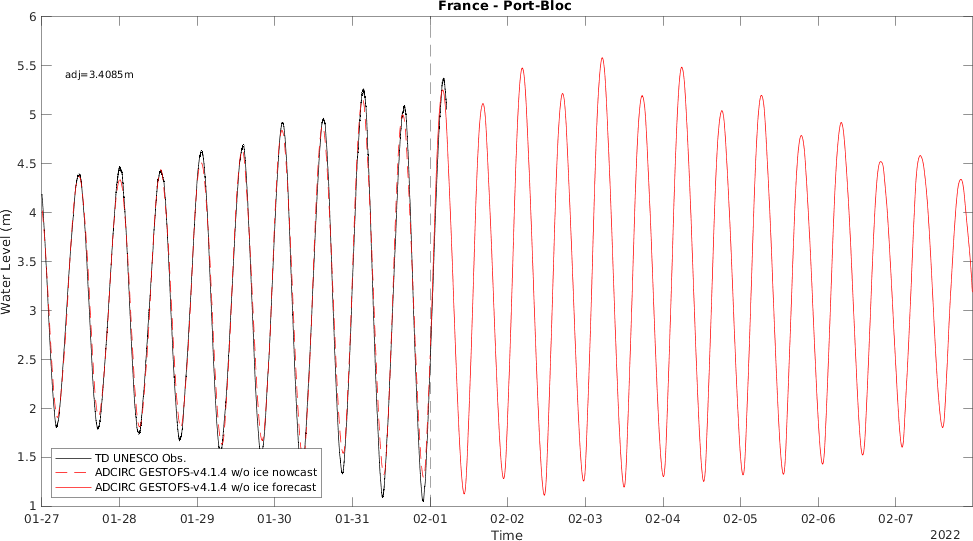 France - Port-Bloc
adj=3.4085m
Water Level (m)
6
5.5
5
4.5
4
3.5
3
2.5
2
1.5
1
TD UNESCO Obs.
ADCIRC GESTOFS-v4.1.4 w/o ice nowcast
ADCIRC GESTOFS-v4.1.4 w/o ice forecast
01-27 01-28 01-29 01-30 01-31 02-01 02-02 02-03 02-04 02-05 02-06 02-07
Time
2022